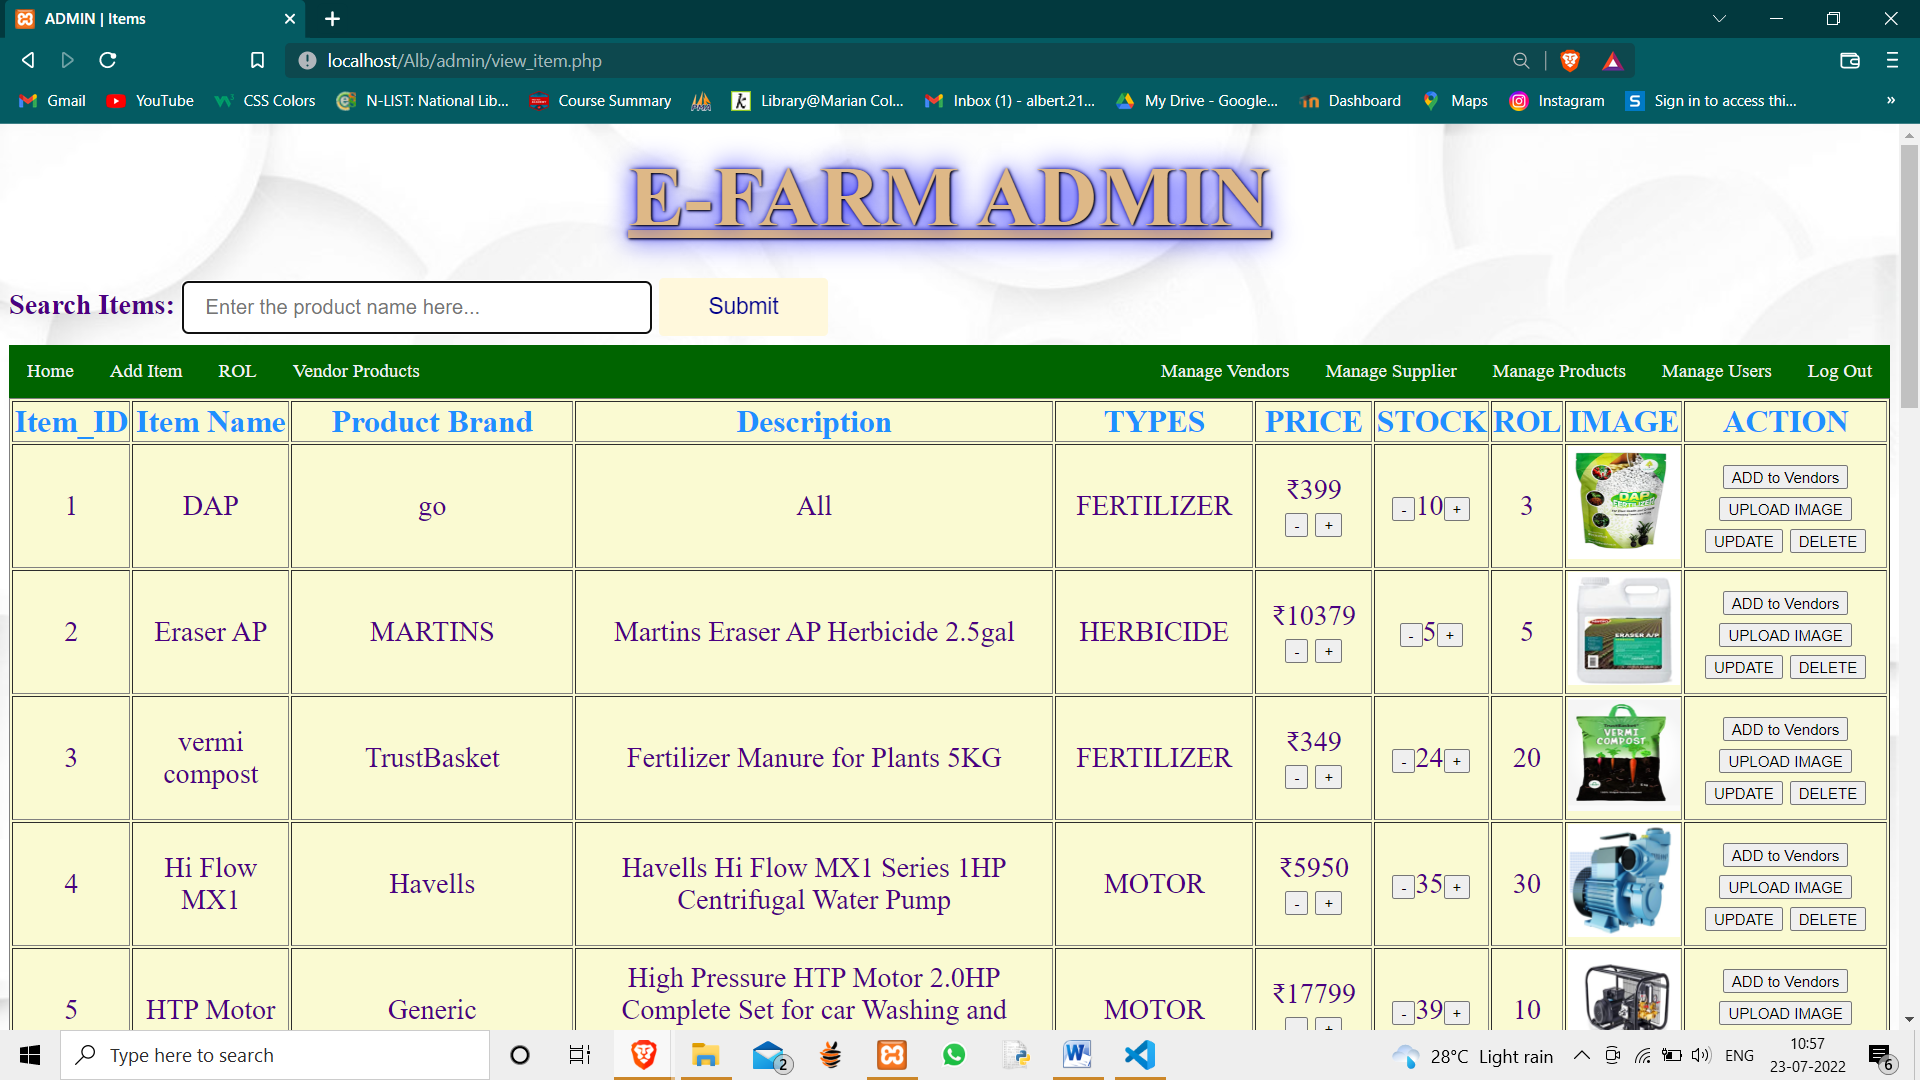 ADMIN | Items
localhost/Alb/admin/view_item.php
Gmail YouTube CSS Colors N-LIST: National Lib... Course Summary Library@Marian Col... Inbox (1) - albert.21... My Drive - Google... Dashboard Maps Instagram Sign in to access thi... »
E-FARM ADMIN
Search Items: Enter the product name here... Submit
Home Add Item ROL Vendor Products Manage Vendors Manage Supplier Manage Products Manage Users Log Out
Item_ID Item Name Product Brand Description TYPES PRICE STOCK ROL IMAGE ACTION
1 DAP go All FERTILIZER ₹399 - + - 10 + 3 DAP FERTILIZER ADD to Vendors
UPLOAD IMAGE
UPDATE DELETE
2 Eraser AP MARTINS Martins Eraser AP Herbicide 2.5gal HERBICIDE ₹10379 - + - 5 + 5 ERASER A/P ADD to Vendors
UPLOAD IMAGE
UPDATE DELETE
3 vermi compost TrustBasket Fertilizer Manure for Plants 5KG FERTILIZER ₹349 - + - 24 + 20 VERMI COMPOST ADD to Vendors
UPLOAD IMAGE
UPDATE DELETE
4 Hi Flow MX1 Havells Havells Hi Flow MX1 Series 1HP Centrifugal Water Pump MOTOR ₹5950 - + - 35 + 30 ADD to Vendors
UPLOAD IMAGE
UPDATE DELETE
5 HTP Motor Generic High Pressure HTP Motor 2.0HP Complete Set for car Washing and MOTOR ₹17799 - + - 39 + 10 ADD to Vendors
UPLOAD IMAGE
Type here to search 2 28°C Light rain ENG 10:57
23-07-2022 6